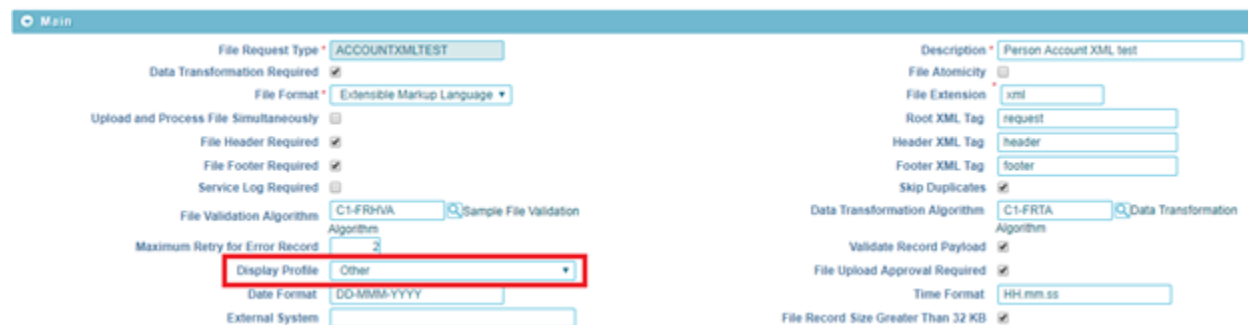 Main
File Request Type * ACCOUNTXMLTEST Description * Person Account XML test
Data Transformation Required File Atomicity
File Format * Extensible Markup Language File Extension * xml
Upload and Process File Simultaneously Root XML Tag request
File Header Required Header XML Tag header
File Footer Required Footer XML Tag footer
Service Log Required Skip Duplicates
File Validation Algorithm C1-FRHVA Sample File Validation Data Transformation Algorithm C1-FRTA Data Transformation
Algorithm Algorithm
Maximum Retry for Error Record 2 Validate Record Payload
Display Profile Other File Upload Approval Required
Date Format DD-MMM-YYYY Time Format HH.mm.ss
External System File Record Size Greater Than 32 KB